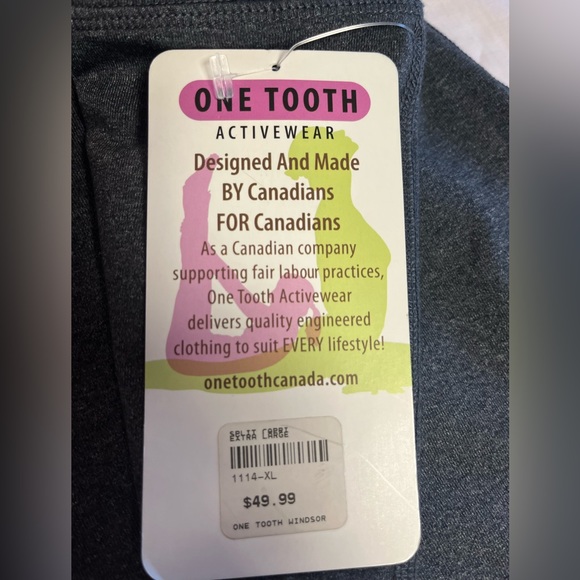 ONE TOOTH
ACTIVEWEAR
Designed And Made
BY Canadians
FOR Canadians
As a Canadian company
supporting fair labour practices,
One Tooth Activewear
delivers quality engineered
clothing to suit EVERY lifestyle!
onetoothcanada.com
SPLIT CAPRI
EXTRA LARGE
1114-XL
$49.99
ONE TOOTH WINDSOR